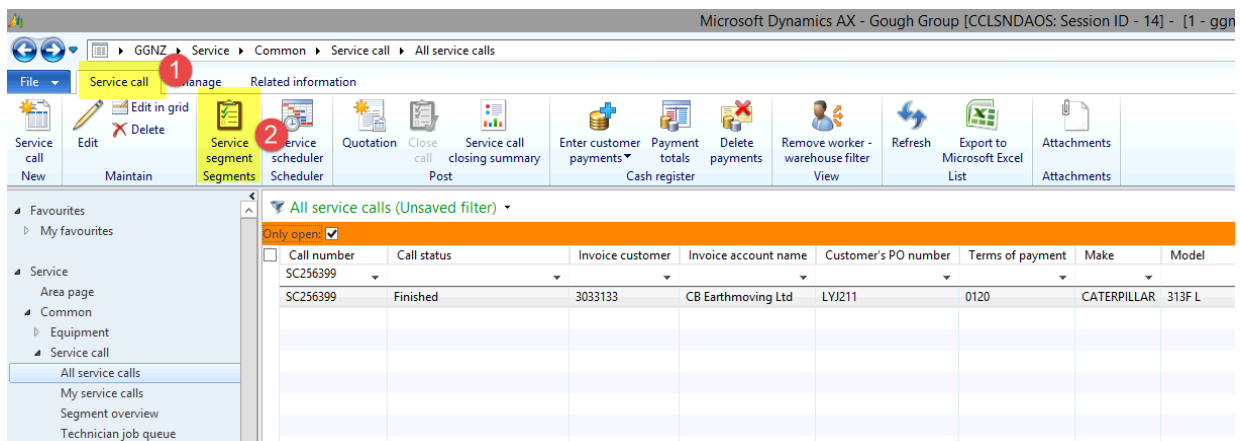 Microsoft Dynamics AX - Gough Group [CCLSNDAOS: Session ID - 14] - [1 - ggn
GGNZ Service Common Service call All service calls
File Service call 1 anage Related information
Service call
New
Edit
Edit in grid
Delete
Maintain
Service segment
Segments
2
ervice scheduler
Scheduler
Quotation
Close call
Service call closing summary
Post
Enter customer payments
Payment totals
Delete payments
Cash register
Remove worker - warehouse filter
View
Refresh
Export to Microsoft Excel
List
Attachments
Attachments
Favourites
My favourites
Service
Area page
Common
Equipment
Service call
All service calls
My service calls
Segment overview
Technician job queue
All service calls (Unsaved filter)
Only open:
Call number Call status Invoice customer Invoice account name Customer's PO number Terms of payment Make Model
SC256399
SC256399 Finished 3033133 CB Earthmoving Ltd LYJ211 0120 CATERPILLAR 313F L